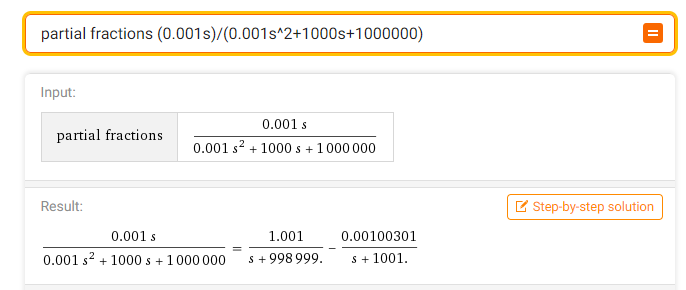 partial fractions (0.001s)/(0.001s^2+1000s+1000000)
Input:
partial fractions 0.001 s / 0.001 s² + 1000 s + 1 000 000
Result:
Step-by-step solution
0.001 s / 0.001 s² + 1000 s + 1 000 000 = 1.001 / s + 998 999. − 0.00100301 / s + 1001.